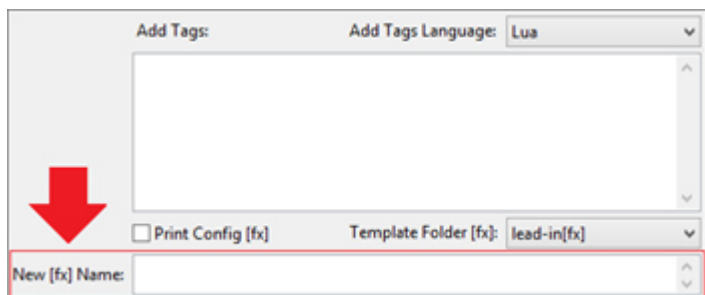 Add Tags: Add Tags Language: Lua
Print Config [fx] Template Folder [fx]: lead-in[fx]
New [fx] Name: